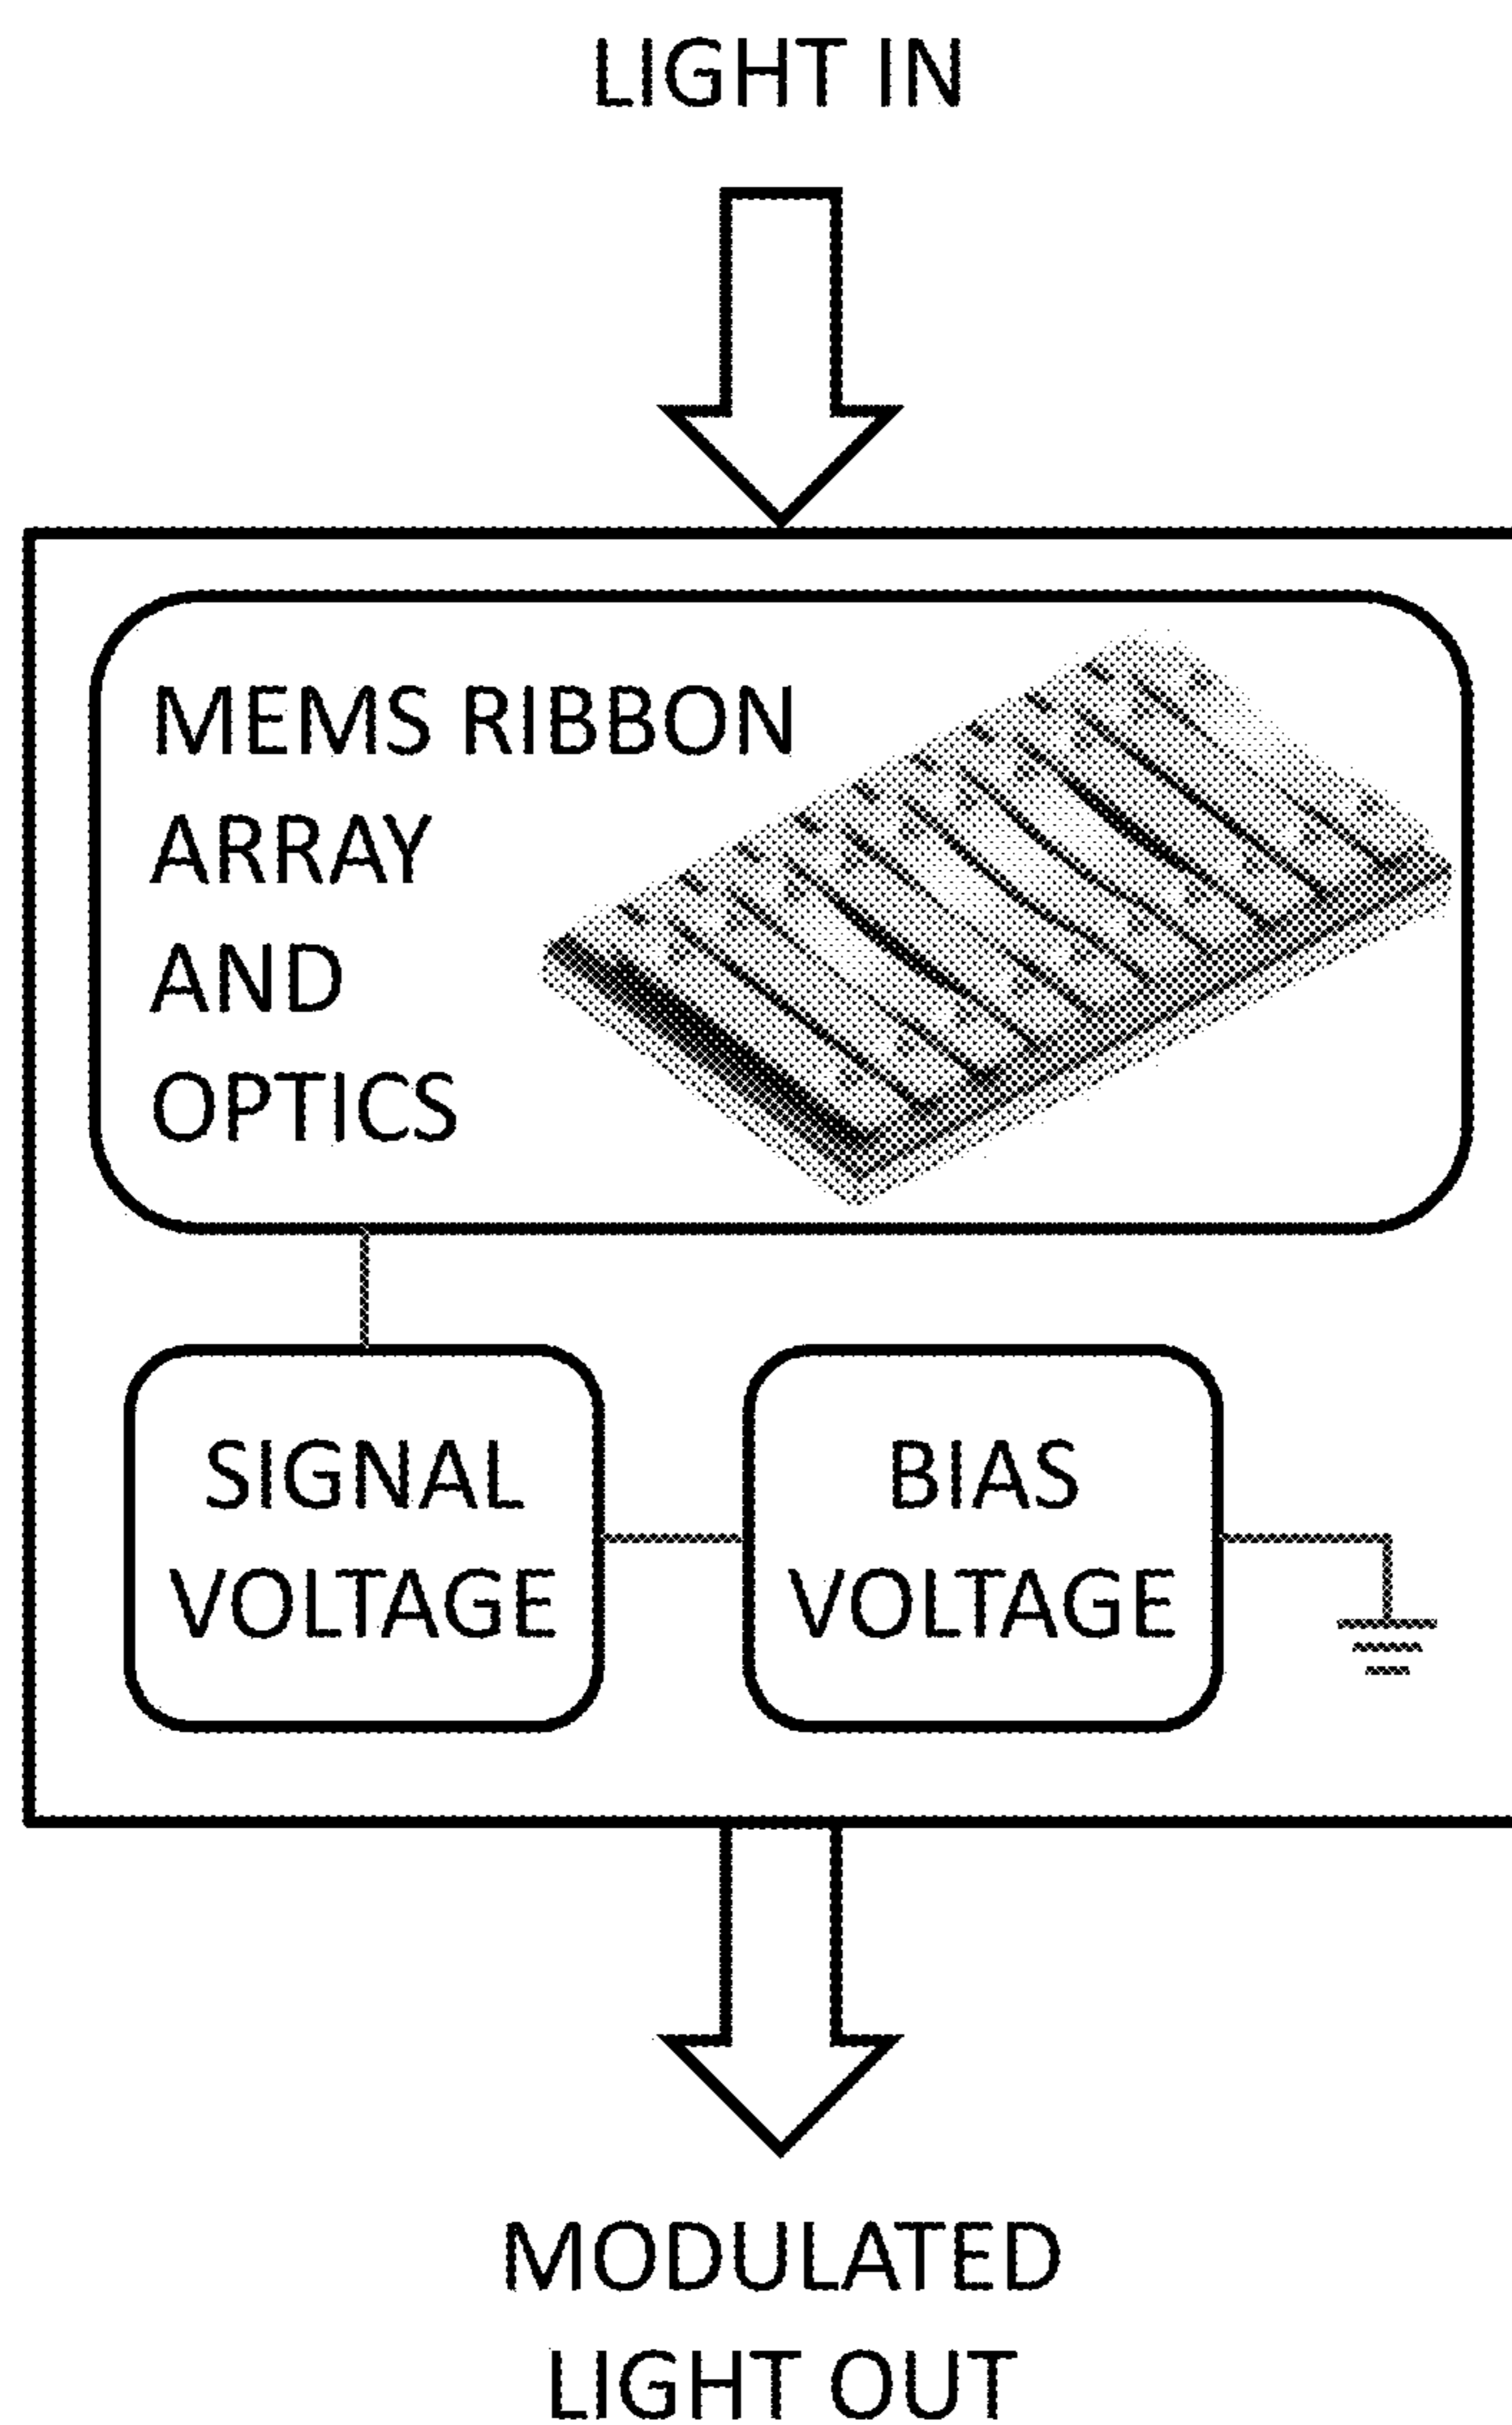 LIGHT IN
MEMS RIBBON
ARRAY
AND
OPTICS
SIGNAL
VOLTAGE
BIAS
VOLTAGE
MODULATED
LIGHT OUT